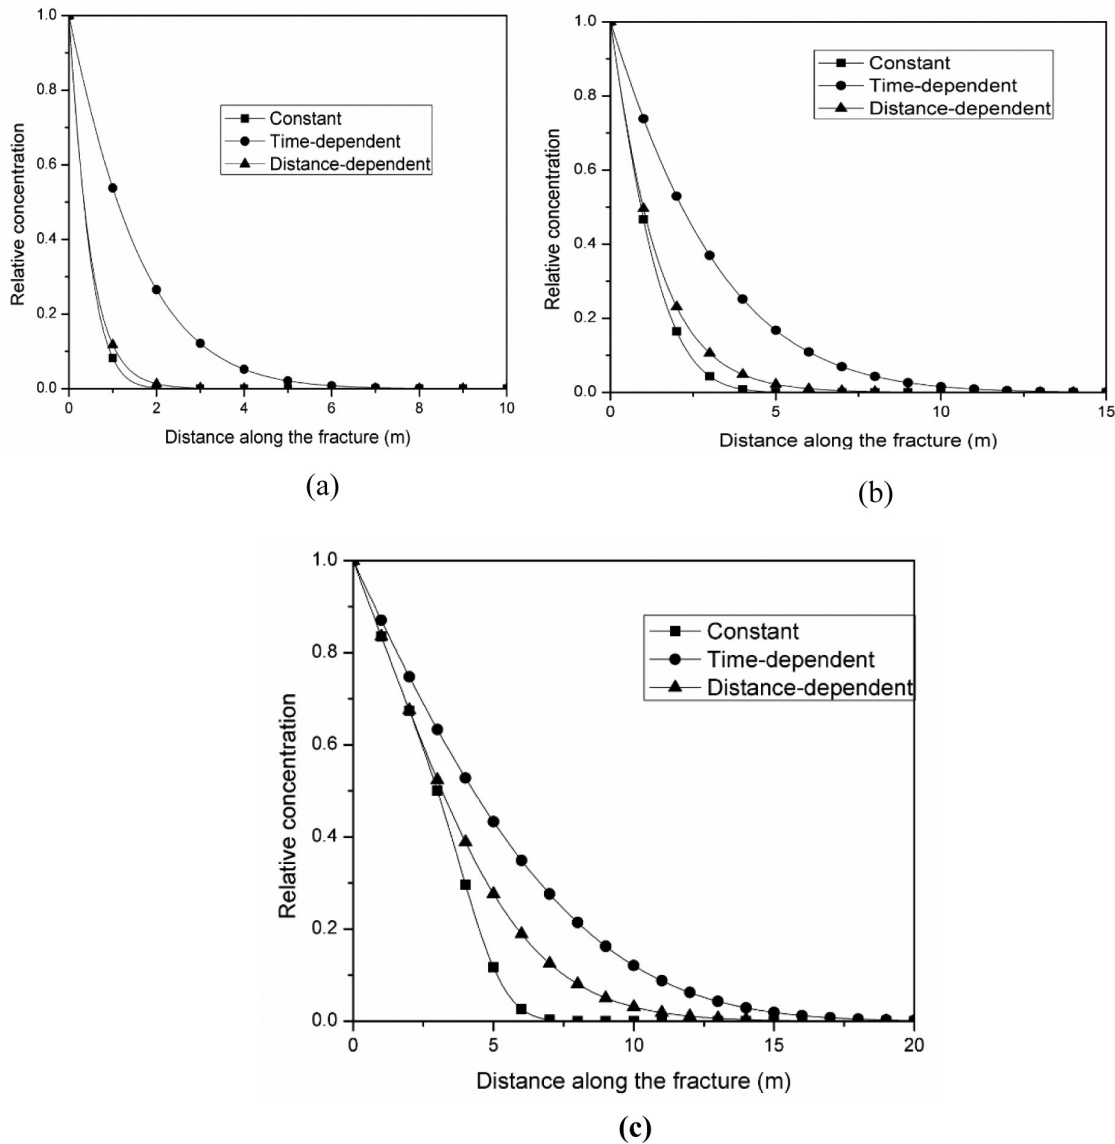 1.0
0.8
0.6
0.4
0.2
0.0
Relative concentration
Constant
Time-dependent
Distance-dependent
0 2 4 6 8 10
Distance along the fracture (m)
(a)
1.0
0.8
0.6
0.4
0.2
0.0
Relative concentration
Constant
Time-dependent
Distance-dependent
0 5 10 15
Distance along the fracture (m)
(b)
1.0
0.8
0.6
0.4
0.2
0.0
Relative concentration
Constant
Time-dependent
Distance-dependent
0 5 10 15 20
Distance along the fracture (m)
(c)